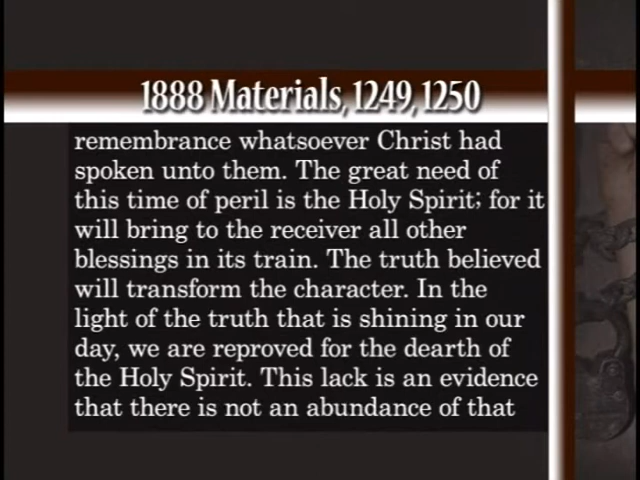 1888 Materials, 1249, 1250
remembrance whatsoever Christ had
spoken unto them. The great need of
this time of peril is the Holy Spirit; for it
will bring to the receiver all other
blessings in its train. The truth believed
will transform the character. In the
light of the truth that is shining in our
day, we are reproved for the dearth of
the Holy Spirit. This lack is an evidence
that there is not an abundance of that